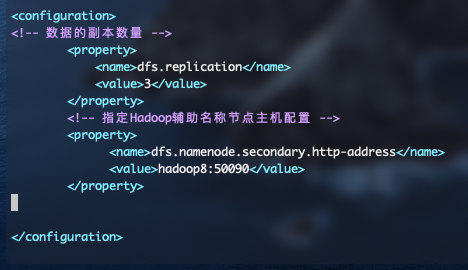 <configuration>
<!-- 数据的副本数量 -->
<property>
<name>dfs.replication</name>
<value>3</value>
</property>
<!-- 指定Hadoop辅助名称节点主机配置 -->
<property>
<name>dfs.namenode.secondary.http-address</name>
<value>hadoop8:50090</value>
</property>
</configuration>